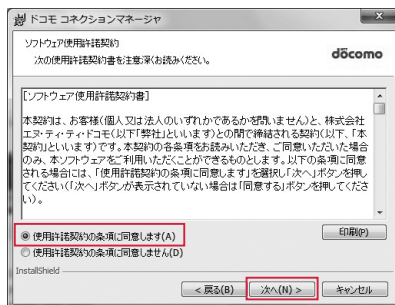 ドコモ コネクションマネージャ
ソフトウェア使用許諾契約
次の使用許諾契約書を注意深くお読みください。
döcomo
[ソフトウェア使用許諾契約書]
本契約は、お客様(個人又は法人のいずれかであるかを問いません)と、株式会社
エヌ・ティ・ティ・ドコモ(以下「弊社」といいます)との間で締結される契約(以下、「本
契約」といいます)です。本契約の各条項をお読みいただき、ご同意いただいた場合
のみ、本ソフトウェアをご利用いただくことができるものとします。以下の条項に同意
される場合には、「使用許諾契約の条項に同意します」を選択し「次へ」ボタンを押し
てください(「次へ」ボタンが表示されていない場合は「同意する」ボタンを押してくださ
い)。
使用許諾契約の条項に同意します(A)
印刷(P)
使用許諾契約の条項に同意しません(D)
InstallShield
< 戻る(B)
次へ(N) >
キャンセル